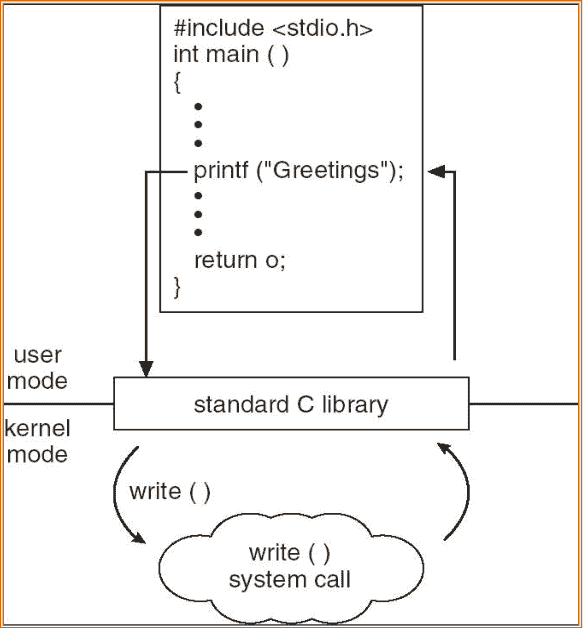 #include <stdio.h>
int main ( )
{
•
•
•
printf ("Greetings");
•
•
•
return o;
}
user
mode
standard C library
kernel
mode
write ( )
write ( )
system call